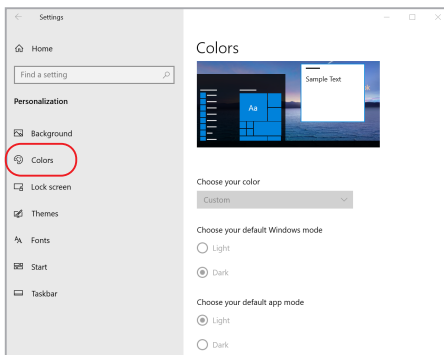 Settings
Home
Find a setting
Personalization
Background
Colors
Lock screen
Themes
Fonts
Start
Taskbar
Colors
Sample Text
Aa
Choose your color
Custom
Choose your default Windows mode
Light
Dark
Choose your default app mode
Light
Dark